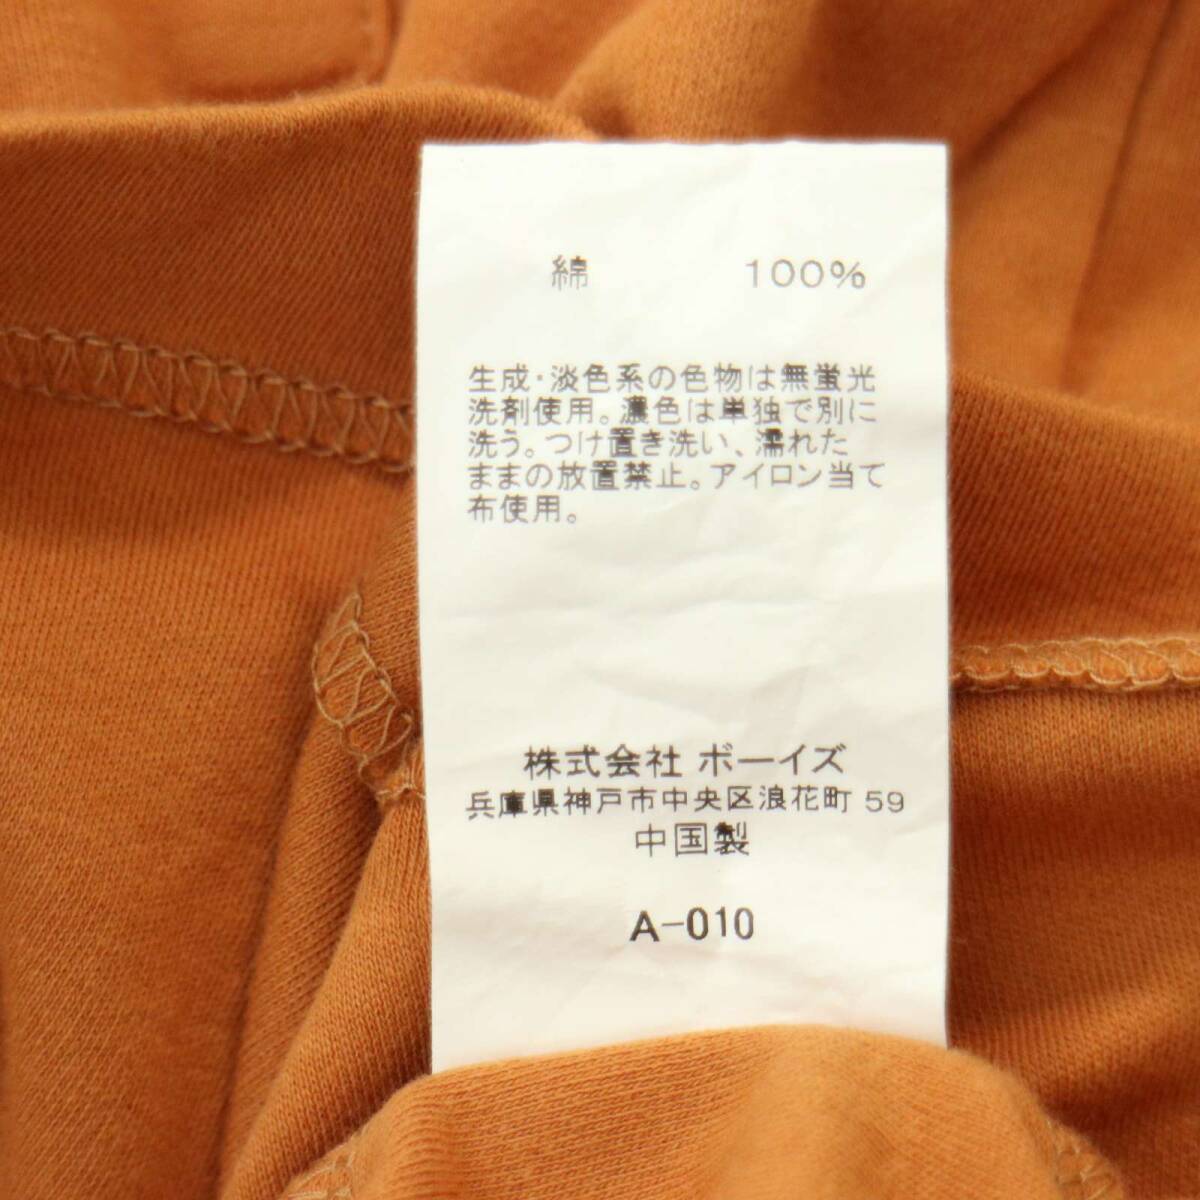 綿 100%
生成・淡色系の色物は無蛍光
洗剤使用。濃色は単独で別に
洗う。つけ置き洗い、濡れた
ままの放置禁止。アイロン当て
布使用。
株式会社 ボーイズ
兵庫県神戸市中央区浪花町 59
中国製
A-010